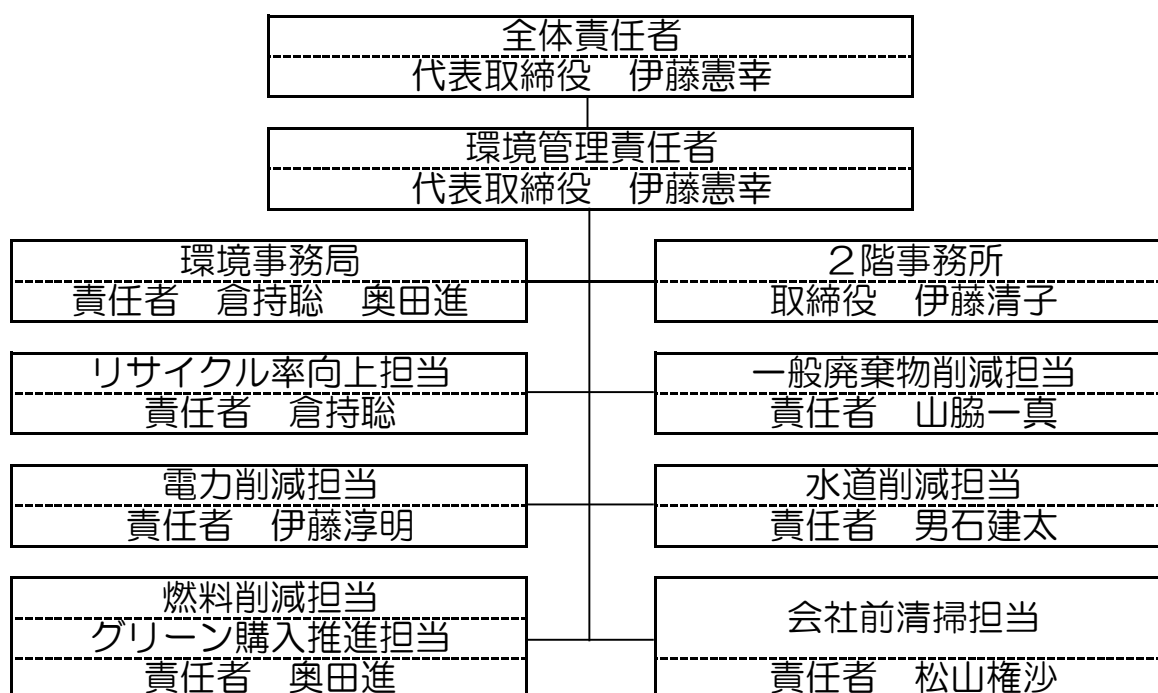 全体責任者
代表取締役　伊藤憲幸
環境管理責任者
代表取締役　伊藤憲幸
環境事務局
責任者　倉持聡　奥田進
２階事務所
取締役　伊藤清子
リサイクル率向上担当
責任者　倉持聡
一般廃棄物削減担当
責任者　山脇一真
電力削減担当
責任者　伊藤淳明
水道削減担当
責任者　男石建太
燃料削減担当
グリーン購入推進担当
責任者　奥田進
会社前清掃担当
責任者　松山権沙